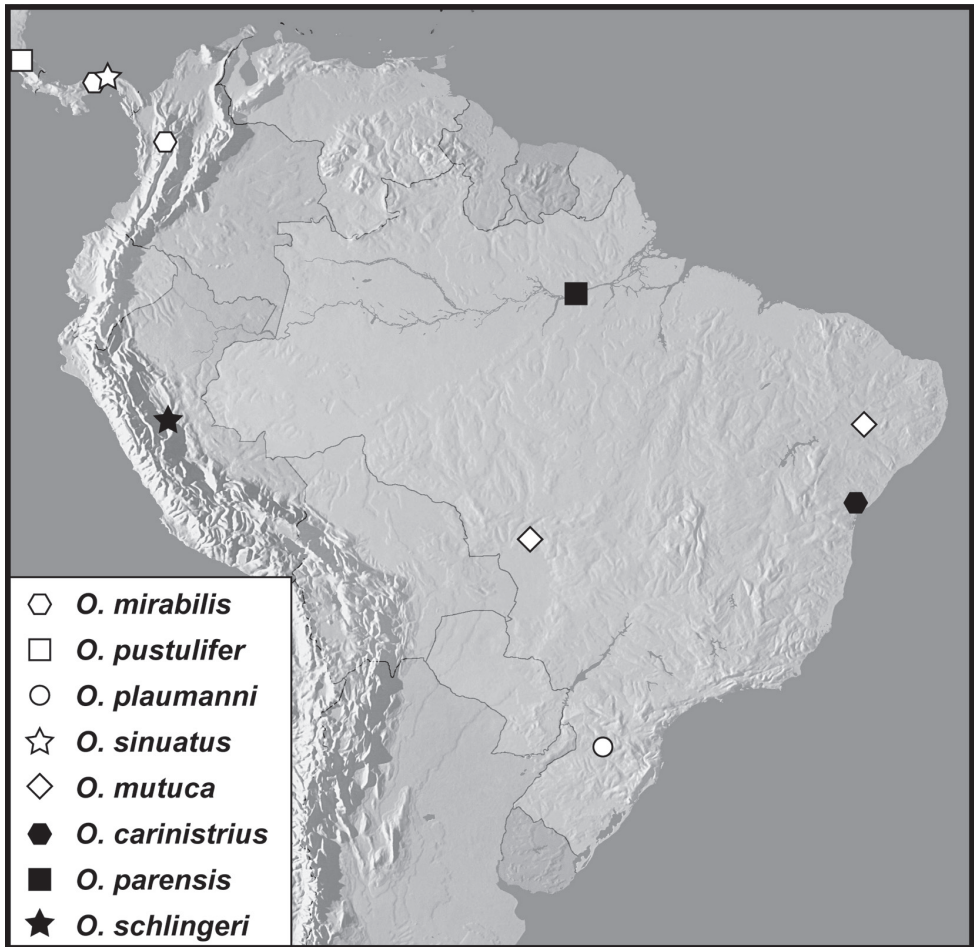 O. mirabilis
O. pustulifer
O. plaumanni
O. sinuatus
O. mutuca
O. carinistrius
O. parensis
O. schlingeri